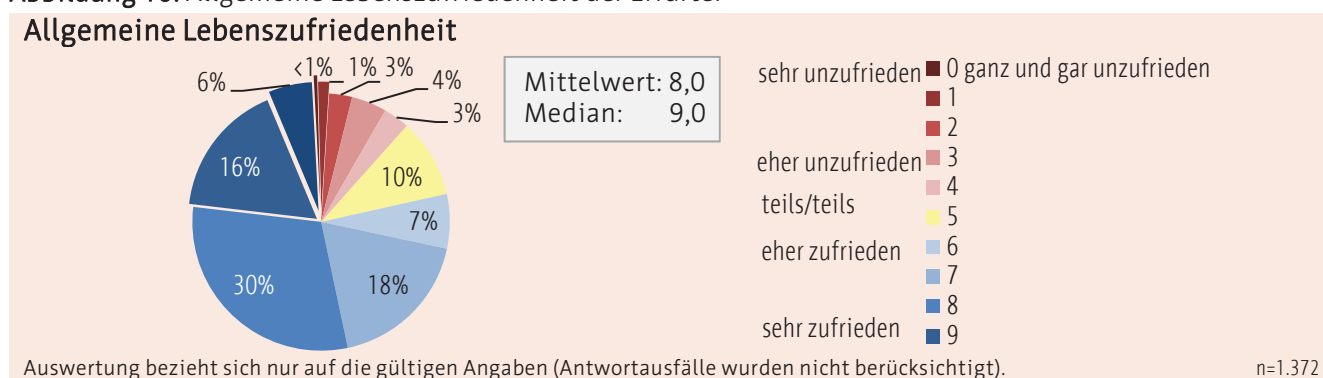 Allgemeine Lebenszufriedenheit
<1% 1% 3%
6% 4%
3%
16% 10%
7%
30% 18%
Mittelwert: 8,0
Median: 9,0
sehr unzufrieden 0 ganz und gar unzufrieden
1
2
eher unzufrieden 3
4
teils/teils
5
eher zufrieden 6
7
8
sehr zufrieden 9
Auswertung bezieht sich nur auf die gültigen Angaben (Antwortausfälle wurden nicht berücksichtigt). n=1.372